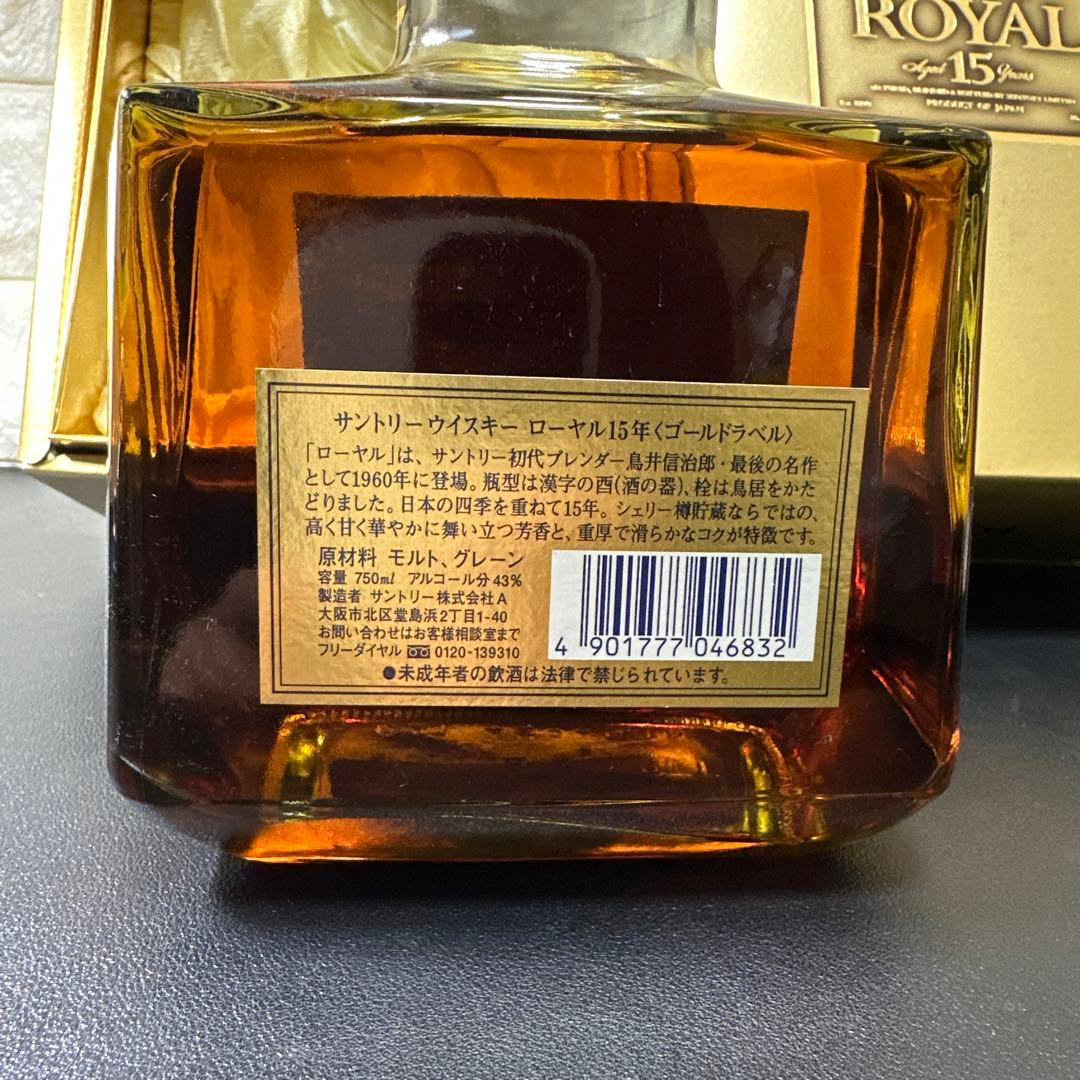 ROYAL
Aged 15 Years
PRODUCT OF JAPAN
サントリーウイスキー ローヤル15年〈ゴールドラベル〉
「ローヤル」は、サントリー初代ブレンダー鳥井信治郎・最後の名作
として1960年に登場。瓶型は漢字の酉(酒の器)、栓は鳥居をかた
どりました。日本の四季を重ねて15年。シェリー樽貯蔵ならではの、
高く甘く華やかに舞い立つ芳香と、重厚で滑らかなコクが特徴です。
原材料 モルト、グレーン
容量 750ml アルコール分43%
製造者 サントリー株式会社A
大阪市北区堂島浜2丁目1-40
お問い合わせはお客様相談室まで
フリーダイヤル 0120-139310
4 901777 046832
●未成年者の飲酒は法律で禁じられています。